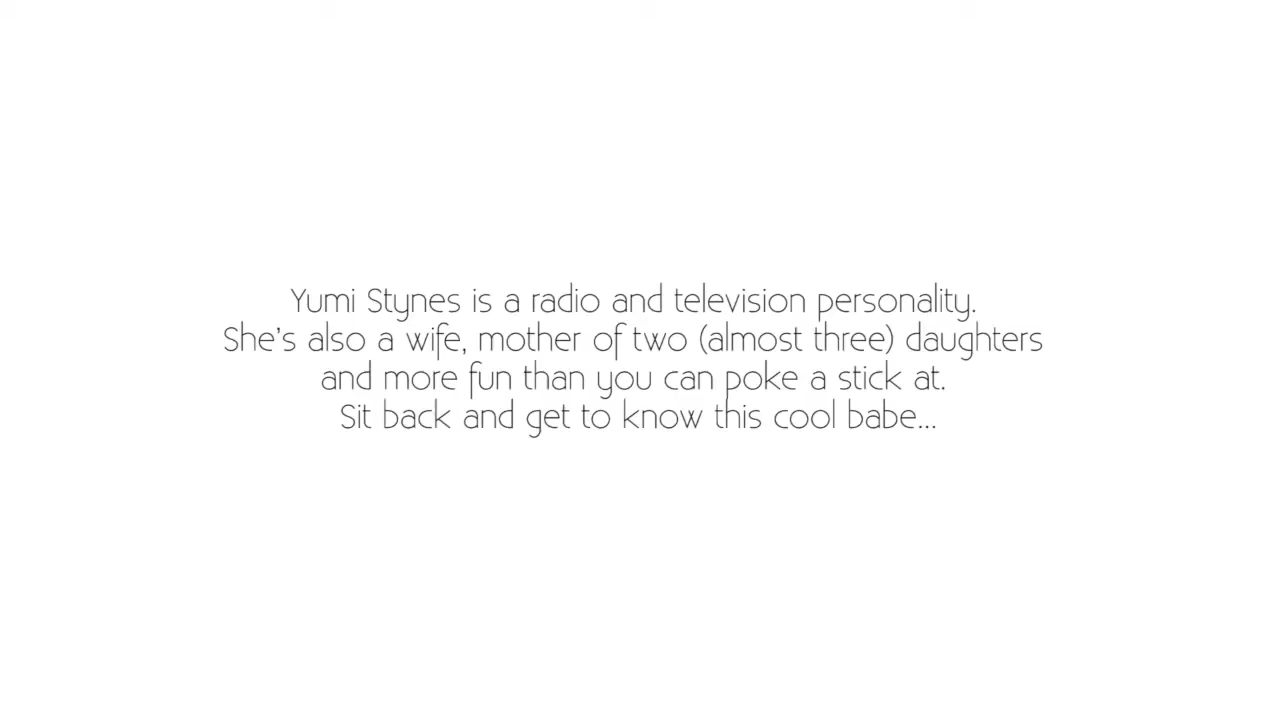 Yumi Stynes is a radio and television personality.
She's also a wife, mother of two (almost three) daughters
and more fun than you can poke a stick at.
Sit back and get to know this cool babe...